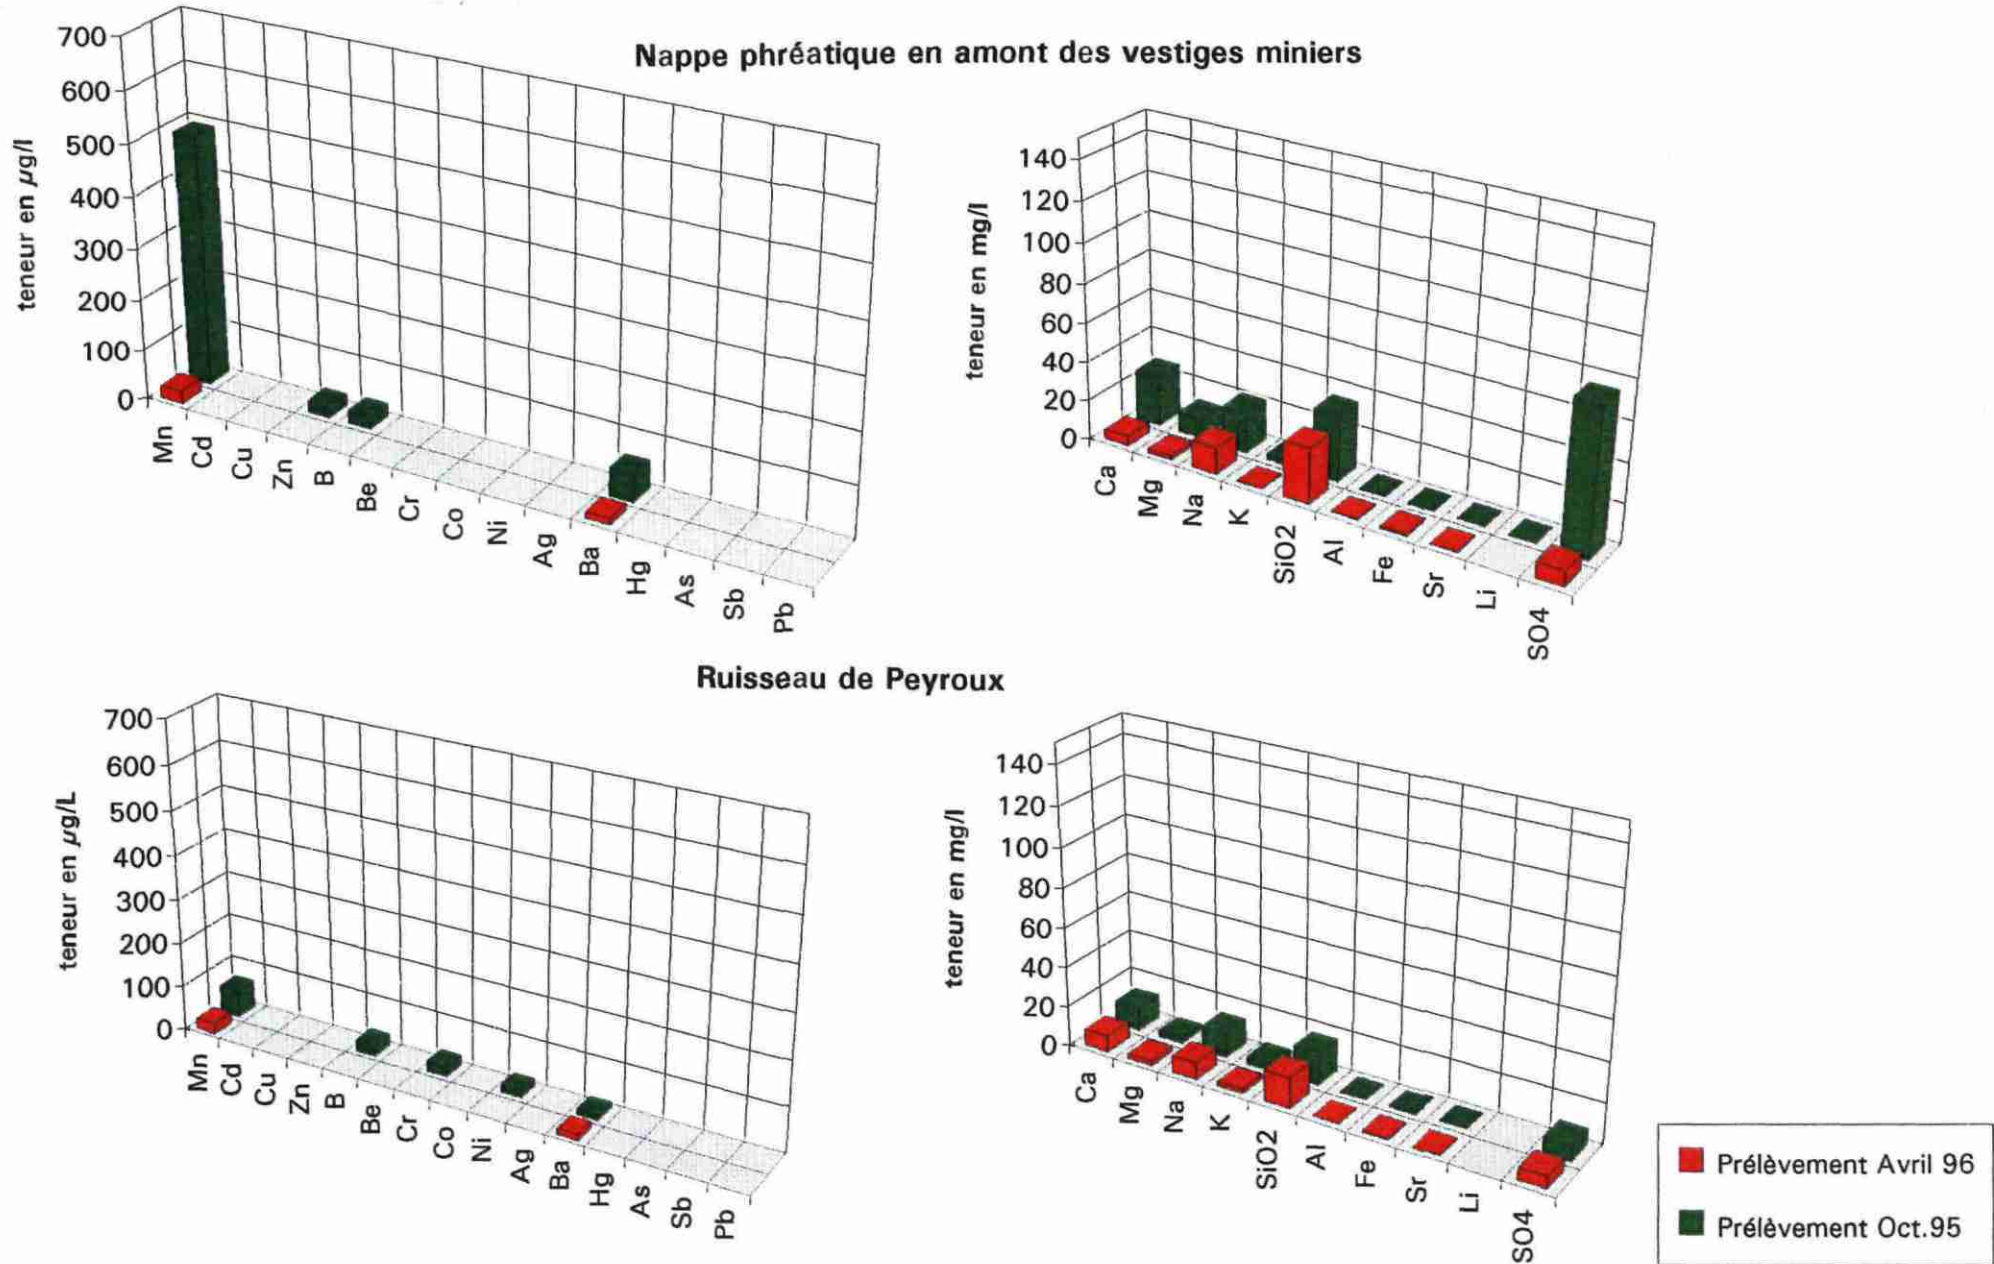 Nappe phréatique en amont des vestiges miniers
teneur en µg/l
700
600
500
400
300
200
100
0
Mn
Cd
Cu
Zn
B
Be
Cr
Co
Ni
Ag
Ba
Hg
As
Sb
Pb
teneur en mg/l
140
120
100
80
60
40
20
0
Ca
Mg
Na
K
SiO2
Al
Fe
Sr
Li
SO4
Ruisseau de Peyroux
teneur en µg/L
700
600
500
400
300
200
100
0
Mn
Cd
Cu
Zn
B
Be
Cr
Co
Ni
Ag
Ba
Hg
As
Sb
Pb
teneur en mg/l
140
120
100
80
60
40
20
0
Ca
Mg
Na
K
SiO2
Al
Fe
Sr
Li
SO4
Prélèvement Avril 96
Prélèvement Oct.95